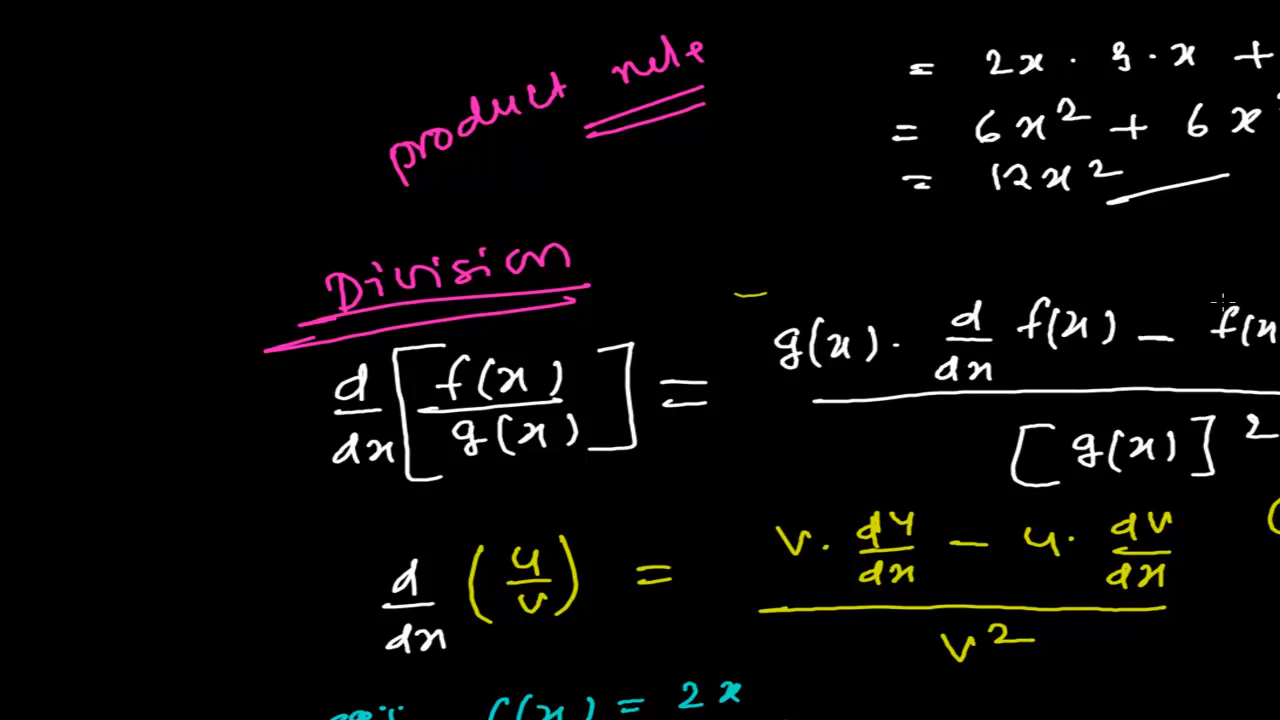 product rule
= 2x . 3 . x +
= 6x² + 6x
= 12x²
Division
d/dx [f(x)/g(x)] = g(x) . d/dx f(x) - f(x / [g(x)]²
d/dx (u/v) = v . du/dx - u . dv/dx / v²
f(x) = 2x